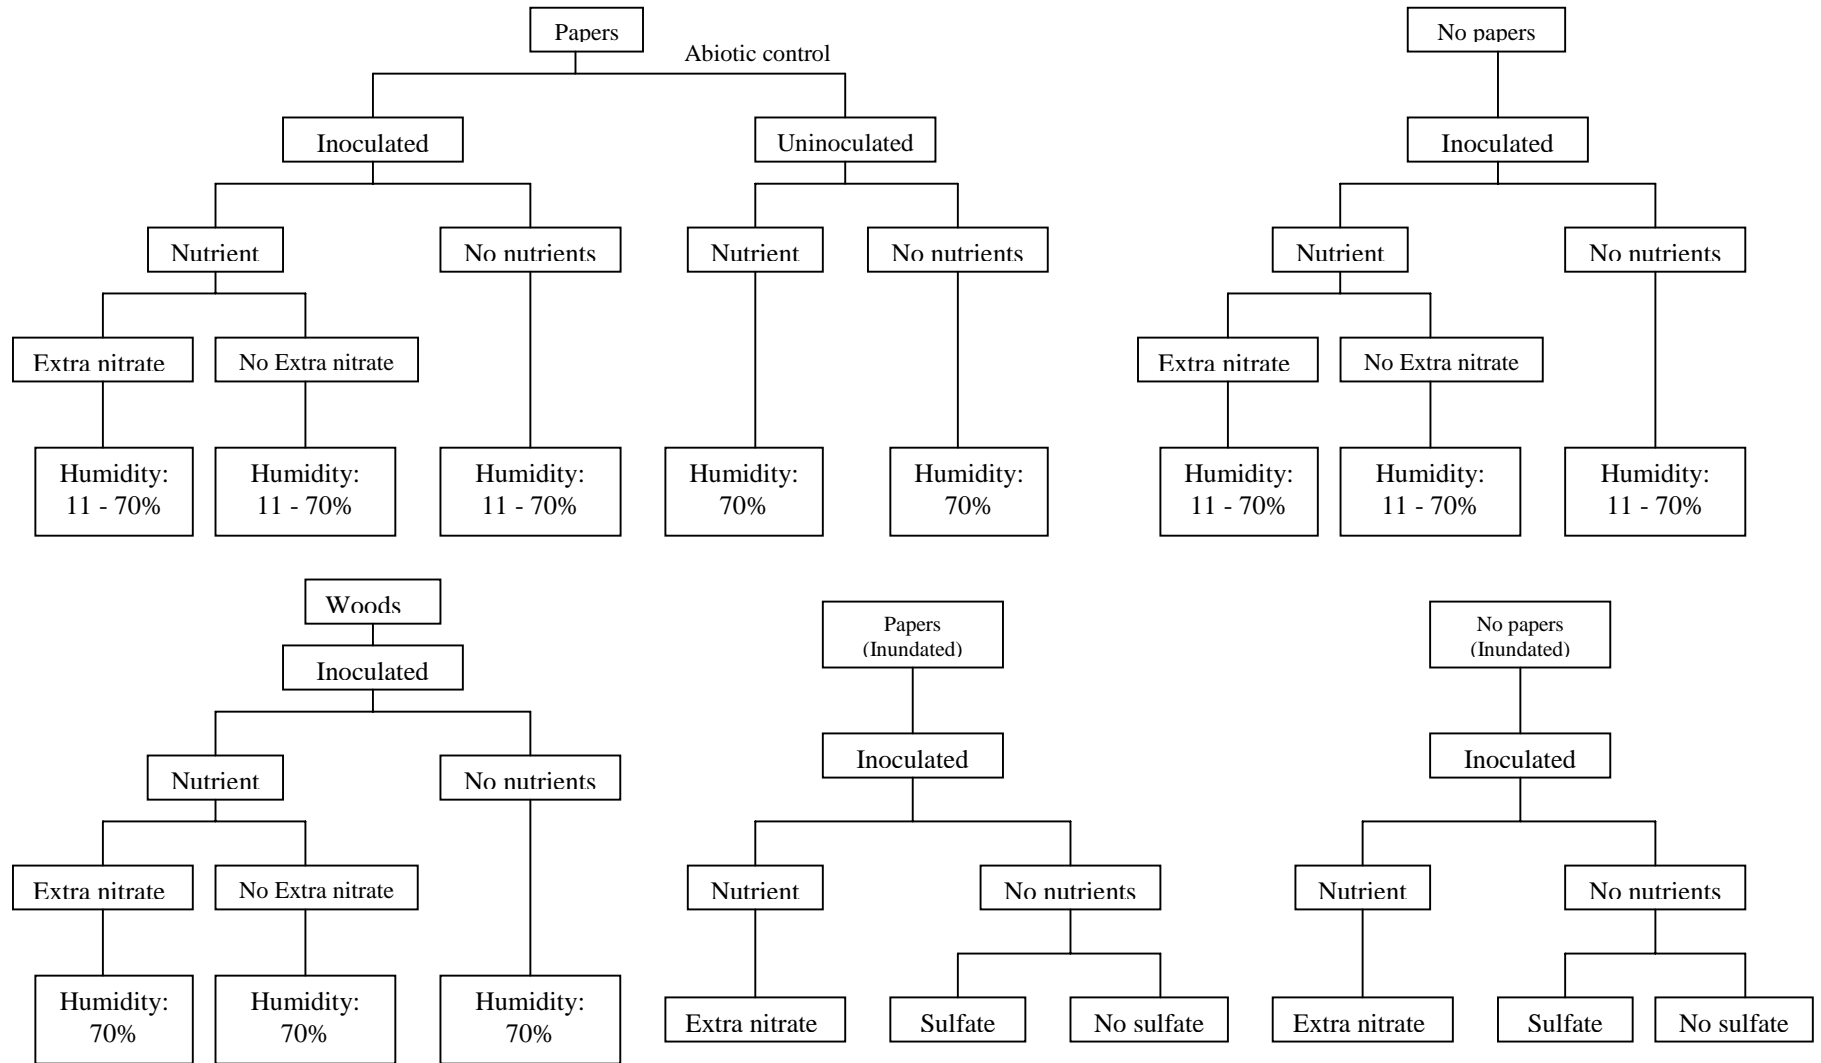 Papers
Abiotic control
Inoculated
Uninoculated
Nutrient
No nutrients
Nutrient
No nutrients
Extra nitrate
No Extra nitrate
Humidity:
11 - 70%
Humidity:
11 - 70%
Humidity:
11 - 70%
Humidity:
70%
Humidity:
70%
No papers
Inoculated
Nutrient
No nutrients
Extra nitrate
No Extra nitrate
Humidity:
11 - 70%
Humidity:
11 - 70%
Humidity:
11 - 70%
Woods
Inoculated
Nutrient
No nutrients
Extra nitrate
No Extra nitrate
Humidity:
70%
Humidity:
70%
Humidity:
70%
Papers
(Inundated)
Inoculated
Nutrient
No nutrients
Extra nitrate
Sulfate
No sulfate
No papers
(Inundated)
Inoculated
Nutrient
No nutrients
Extra nitrate
Sulfate
No sulfate